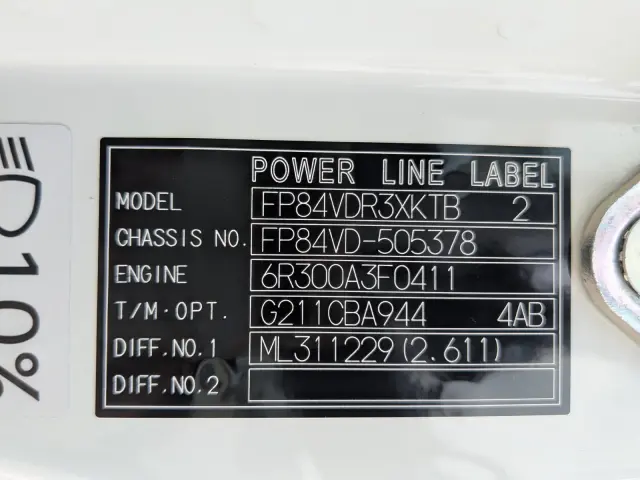 POWER LINE LABEL
MODEL FP84VDR3XKTB 2
CHASSIS NO. FP84VD-505378
ENGINE 6R300A3F0411
T/M·OPT. G211CBA944 4AB
DIFF.NO.1 ML311229(2.611)
DIFF.NO.2
10%